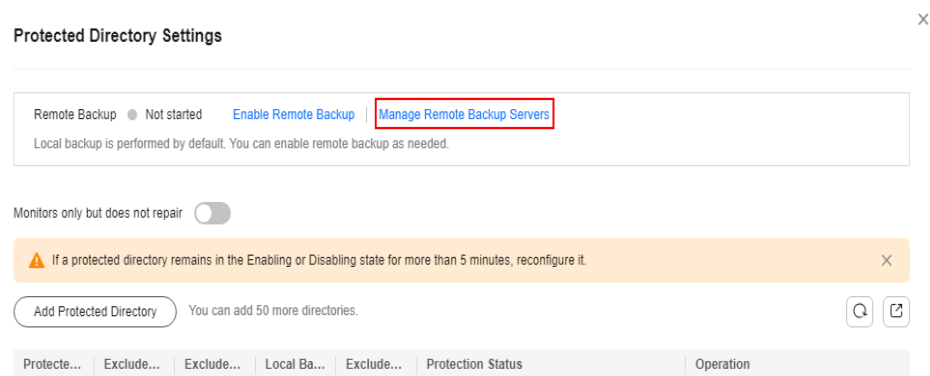 Protected Directory Settings
Remote Backup Not started Enable Remote Backup Manage Remote Backup Servers
Local backup is performed by default. You can enable remote backup as needed.
Monitors only but does not repair
If a protected directory remains in the Enabling or Disabling state for more than 5 minutes, reconfigure it.
Add Protected Directory You can add 50 more directories.
Protecte... Exclude... Exclude... Local Ba... Exclude... Protection Status Operation